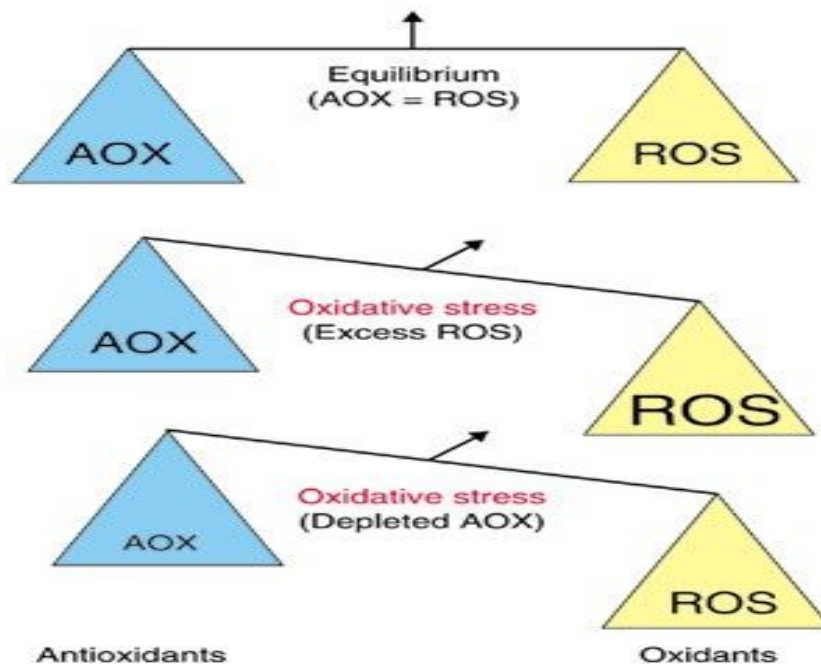 Equilibrium
(AOX = ROS)
AOX
ROS
Oxidative stress
(Excess ROS)
AOX
ROS
Oxidative stress
(Depleted AOX)
AOX
ROS
Antioxidants
Oxidants